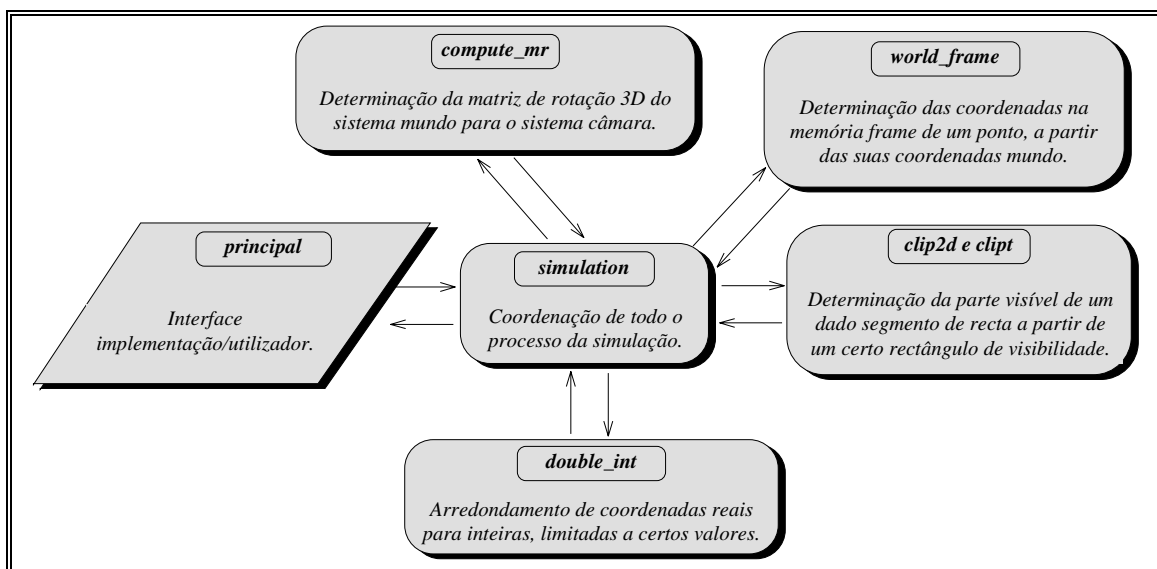 compute_mr
Determinação da matriz de rotação 3D do
sistema mundo para o sistema câmara.
world_frame
Determinação das coordenadas na
memória frame de um ponto, a partir
das suas coordenadas mundo.
principal
Interface
implementação/utilizador.
simulation
Coordenação de todo o
processo da simulação.
clip2d e clipt
Determinação da parte visível de um
dado segmento de recta a partir de
um certo rectângulo de visibilidade.
double_int
Arredondamento de coordenadas reais
para inteiras, limitadas a certos valores.